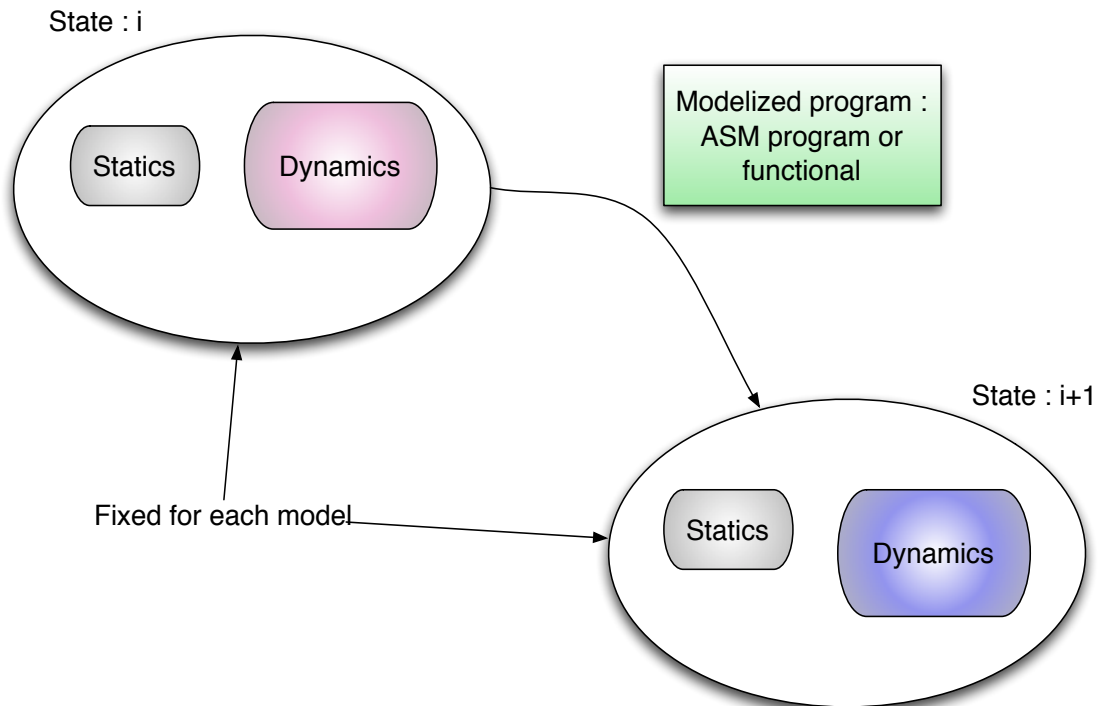 State : i
Statics
Dynamics
Modelized program :
ASM program or
functional
State : i+1
Fixed for each model
Statics
Dynamics